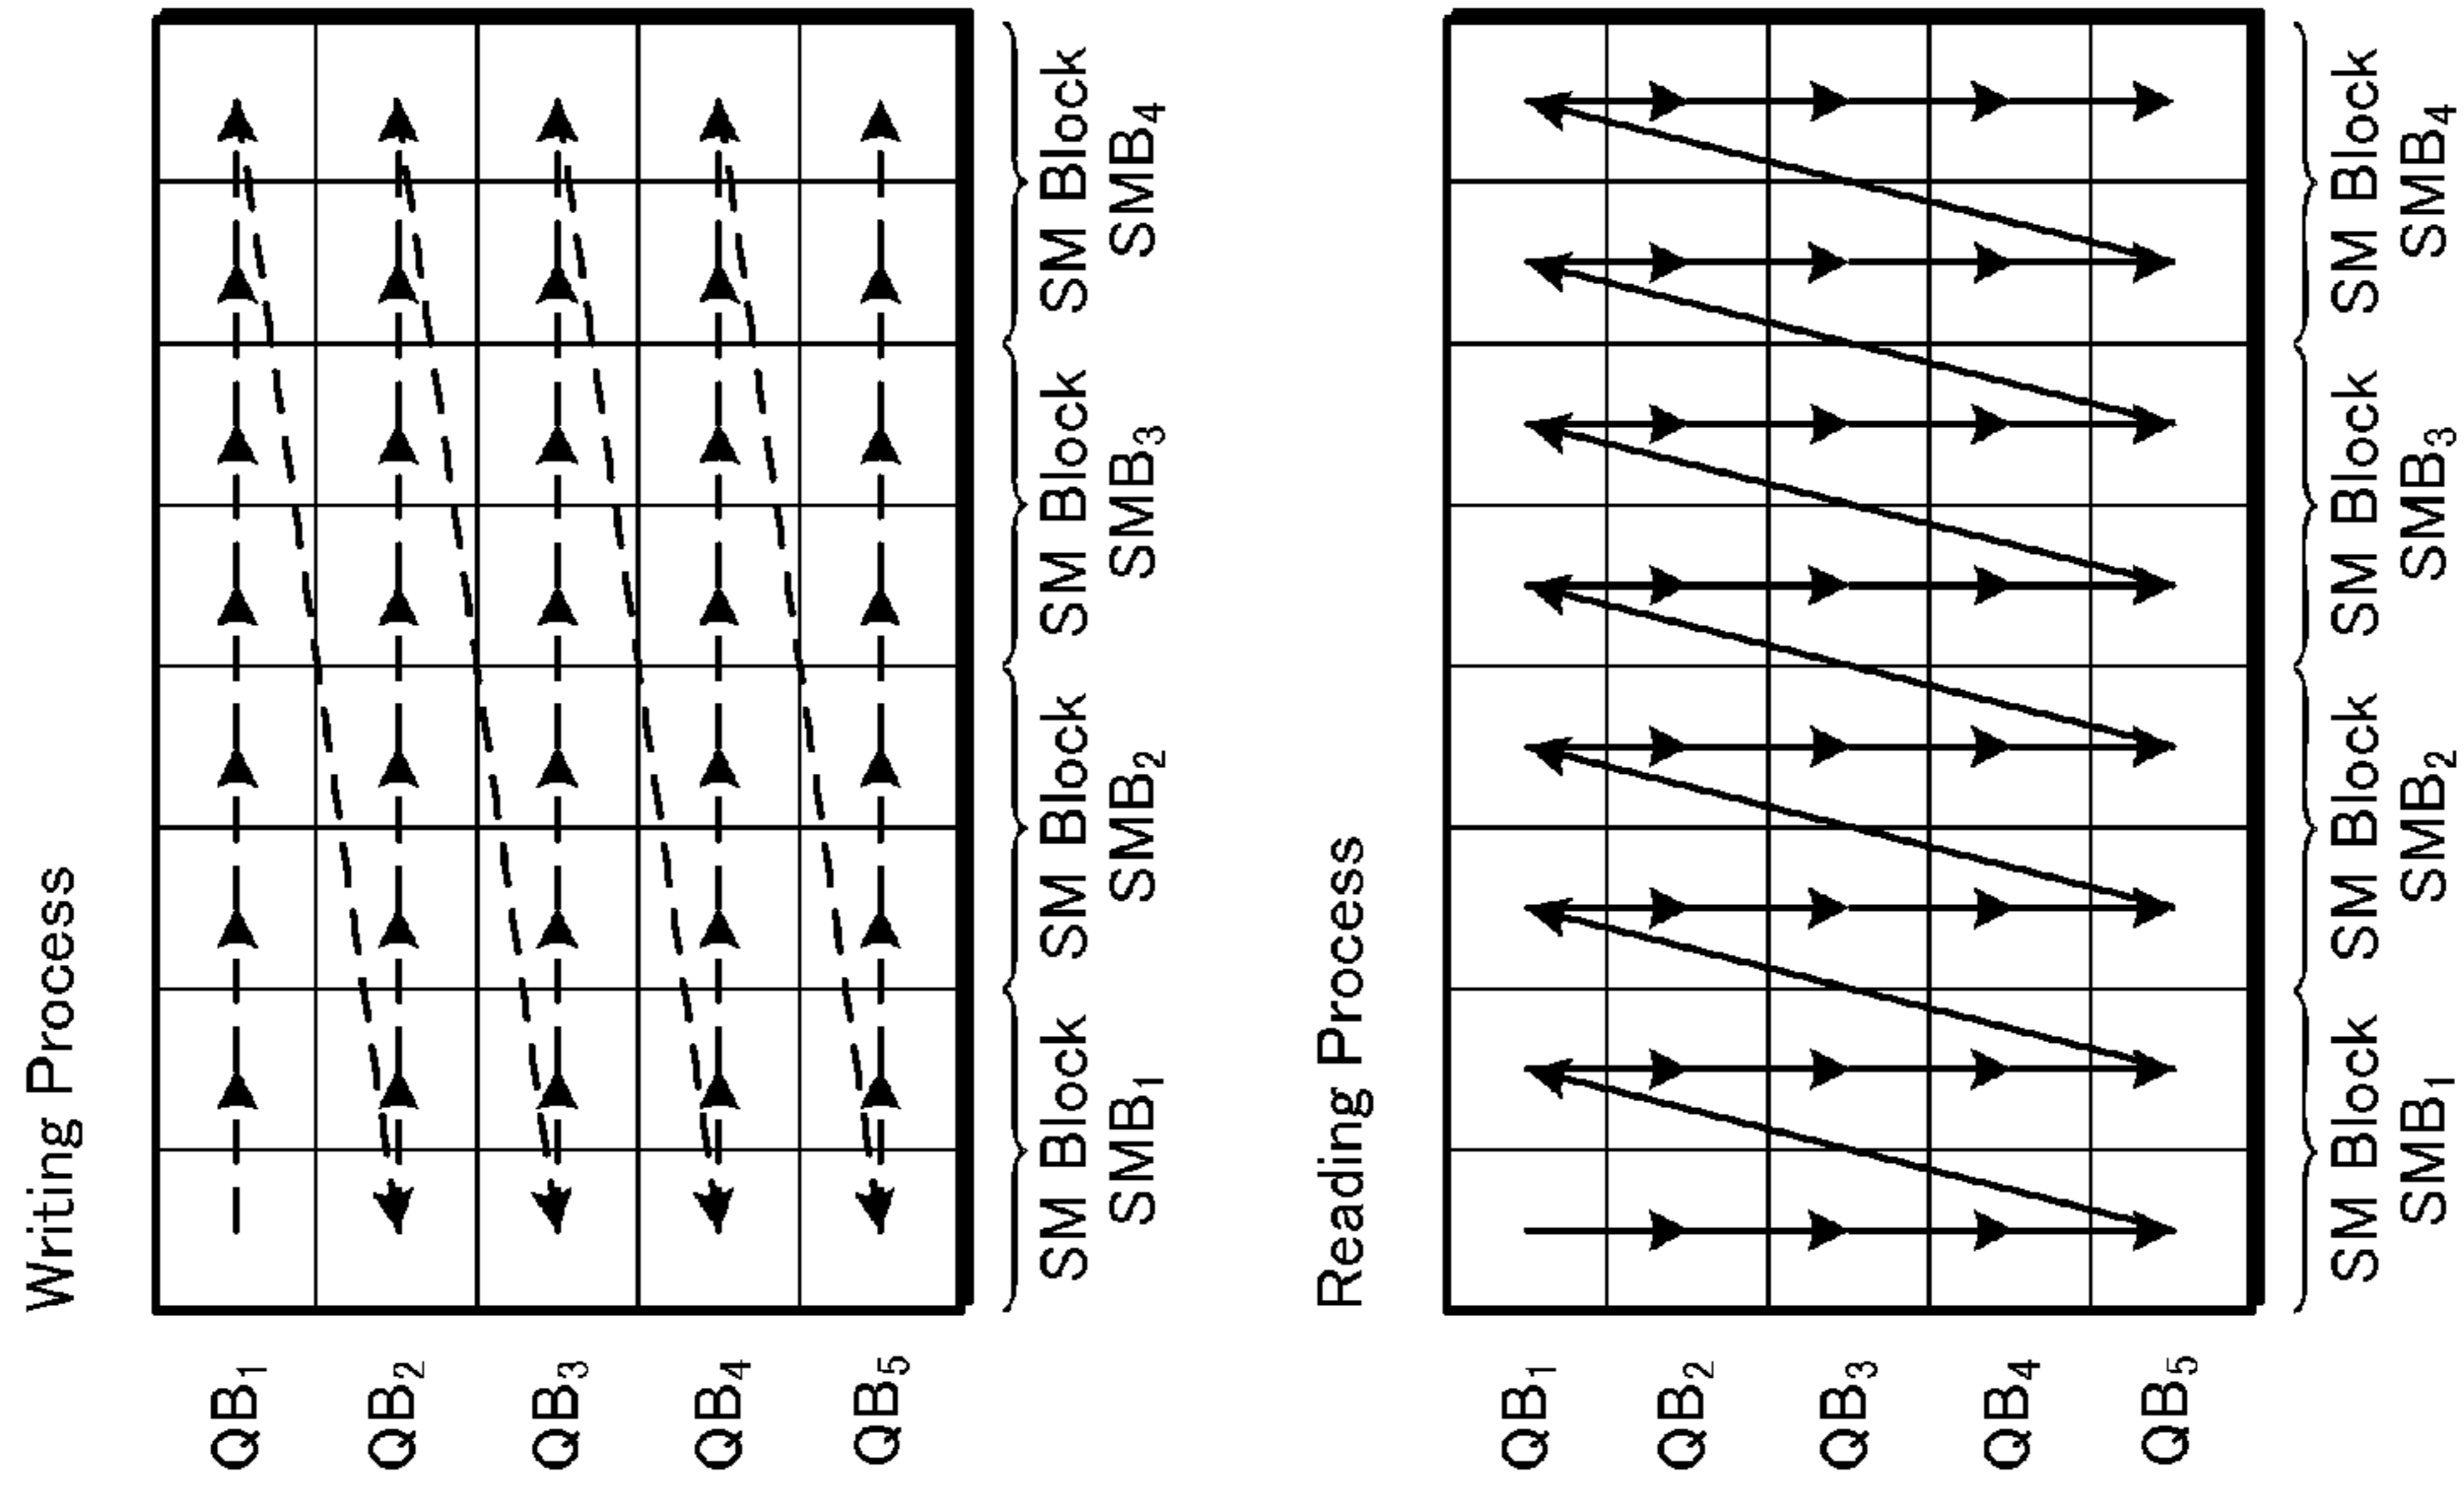 Writing Process
QB₁
QB₂
QB₃
QB₄
QB₅
SM Block
SMB₁
SM Block
SMB₂
SM Block
SMB₃
SM Block
SMB₄
Reading Process
QB₁
QB₂
QB₃
QB₄
QB₅
SM Block
SMB₁
SM Block
SMB₂
SM Block
SMB₃
SM Block
SMB₄